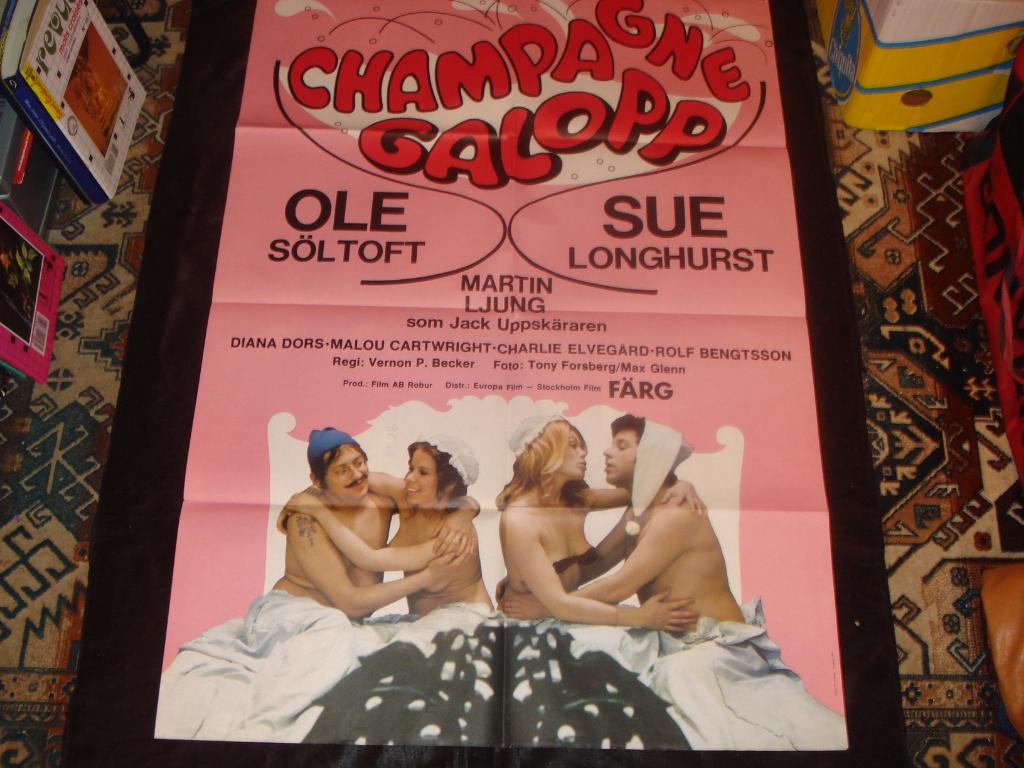 CHAMPAGNE
GALOPP
OLE
SÖLTOFT
SUE
LONGHURST
MARTIN
LJUNG
som Jack Uppskäraren
DIANA DORS·MALOU CARTWRIGHT·CHARLIE ELVEGÅRD·ROLF BENGTSSON
Regi: Vernon P. Becker Foto: Tony Forsberg/Max Glenn
Prod.: Film AB Robur Distr.: Europa Film – Stockholm Film FÄRG